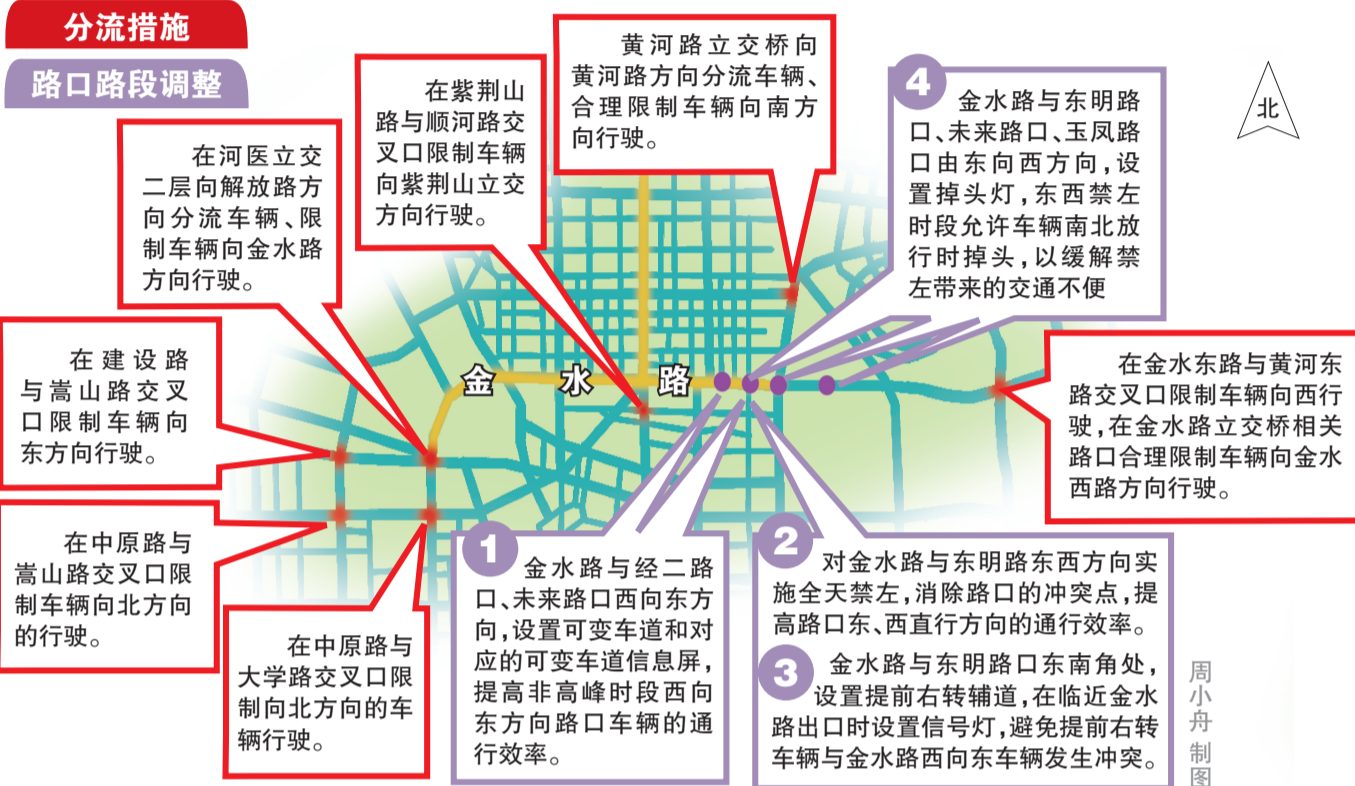 分流措施
路口路段调整
在河医立交
二层向解放路方
向分流车辆、限
制车辆向金水路
方向行驶。
在紫荆山
路与顺河路交
叉口限制车辆
向紫荆山立交
方向行驶。
黄河路立交桥向
黄河路方向分流车辆、
合理限制车辆向南方
向行驶。
4
金水路与东明路
口、未来路口、玉凤路
口由东向西方向，设
置掉头灯，东西禁左
时段允许车辆南北放
行时掉头，以缓解禁
左带来的交通不便
北
在建设路
与嵩山路交叉
口限制车辆向
东方向行驶。
金水路
在金水东路与黄河东
路交叉口限制车辆向西行
驶，在金水路立交桥相关
路口合理限制车辆向金水
西路方向行驶。
在中原路与
嵩山路交叉口限
制车辆向北方向
的行驶。
在中原路与
大学路交叉口限
制向北方向的车
辆行驶。
1
金水路与经二路
口、未来路口西向东方
向，设置可变车道和对
应的可变车道信息屏，
提高非高峰时段西向
东方向路口车辆的通
行效率。
2
对金水路与东明路东西方向实
施全天禁左，消除路口的冲突点，提
高路口东、西直行方向的通行效率。
3
金水路与东明路口东南角处，
设置提前右转辅道，在临近金水
路出口时设置信号灯，避免提前右转
车辆与金水路西向东车辆发生冲突。
周小舟 制图